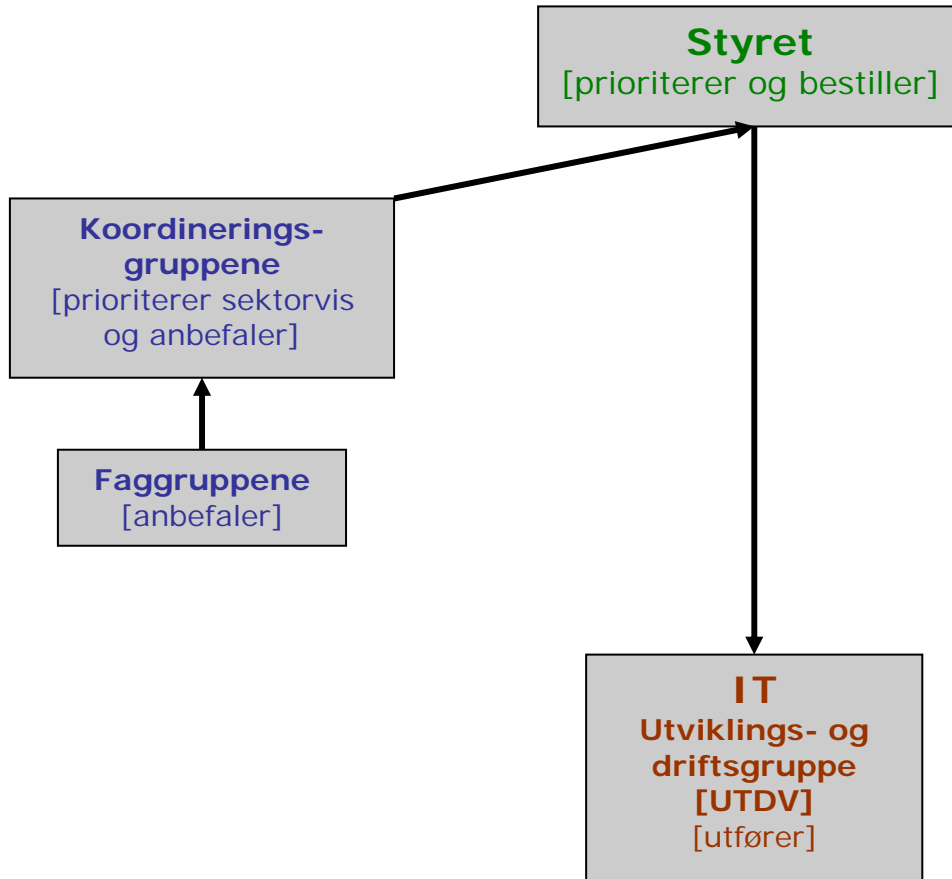 Styret
[prioriterer og bestiller]
Koordinerings-
gruppene
[prioriterer sektorvis
og anbefaler]
Faggruppene
[anbefaler]
IT
Utviklings- og
driftsgruppe
[UTDV]
[utfører]